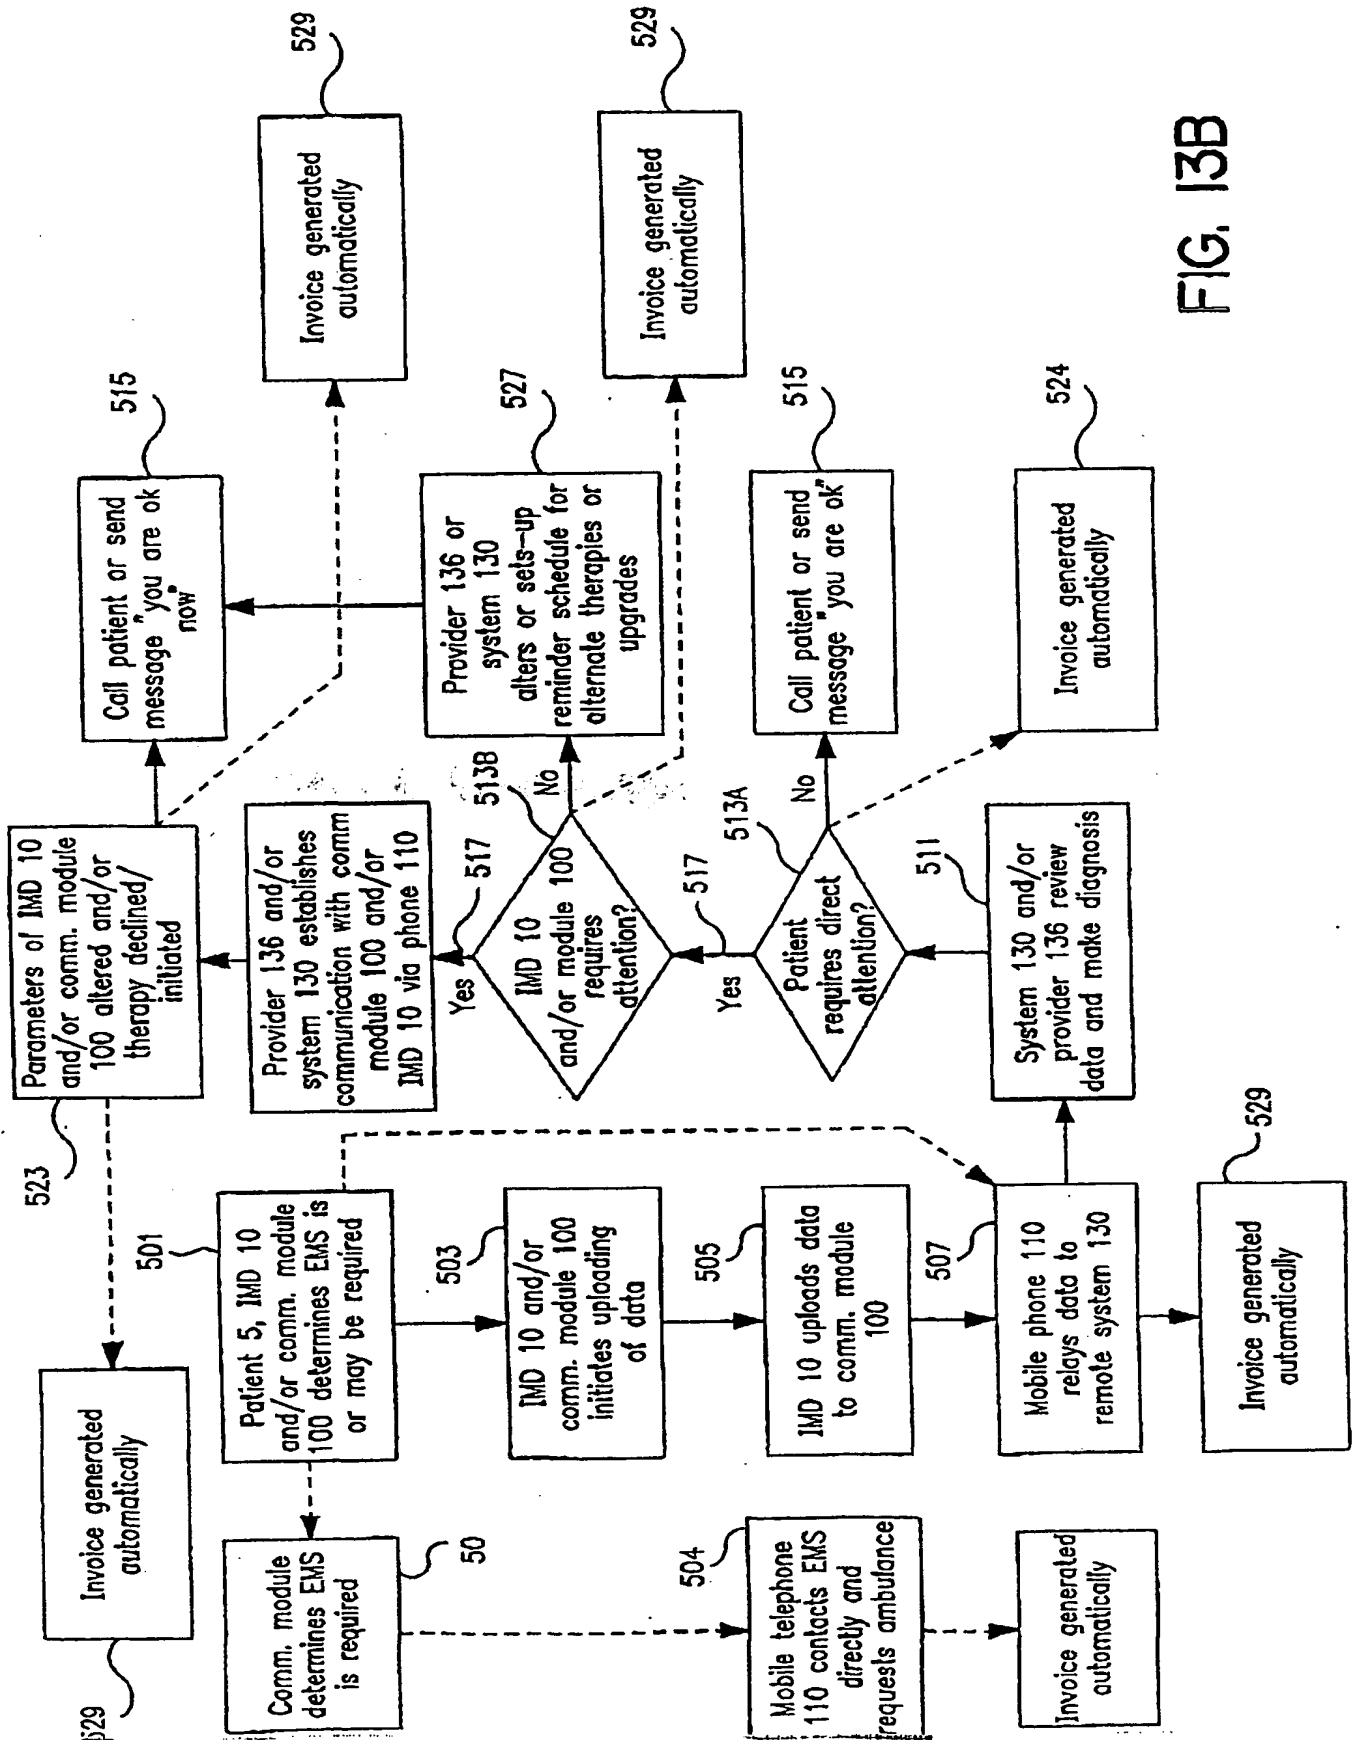 529
Invoice generated
automatically
523
Parameters of IMD 10
and/or comm. module
100 altered and/or
therapy declined/
initiated
515
Call patient or send
message "you are ok
now"
529
Invoice generated
automatically
50
Comm. module
determines EMS
is required
501
Patient 5, IMD 10
and/or comm. module
100 determines EMS is
or may be required
Provider 136 and/or
system 130 establishes
communication with comm
module 100 and/or
IMD 10 via phone 110
517
Yes
503
IMD 10 and/or
comm. module 100
initiates uploading
of data
513B
IMD 10
and/or module 100
requires
attention?
No
527
Provider 136 or
system 130
alters or sets-up
reminder schedule for
alternate therapies or
upgrades
529
Invoice generated
automatically
517
Yes
504
Mobile telephone
110 contacts EMS
directly and
requests ambulance
505
IMD 10 uploads data
to comm. module
100
513A
Patient
requires direct
attention?
No
515
Call patient or send
message "you are ok"
507
Mobile phone 110
relays data to
remote system 130
511
System 130 and/or
provider 136 review
data and make diagnosis
524
Invoice generated
automatically
Invoice generated
automatically
529
Invoice generated
automatically
FIG. 13B